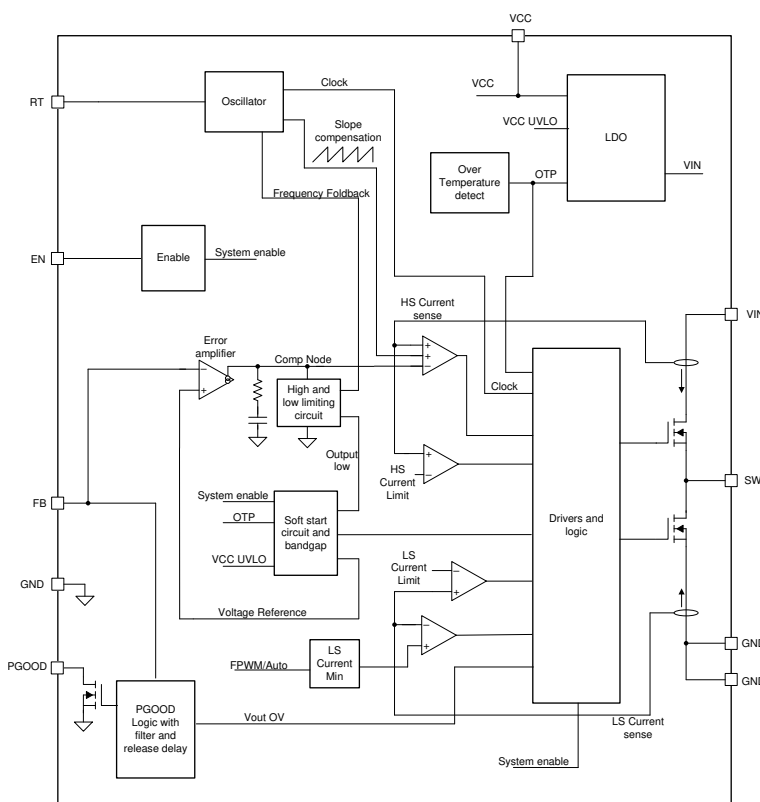 VCC
RT
Oscillator
Clock
VCC
VCC UVLO
LDO
Slope
compensation
Over
Temperature
detect
OTP
VIN
Frequency Foldback
EN
Enable
System enable
HS Current
sense
VIN
Error
amplifier
Comp Node
−
+
+
+
−
High and
low limiting
circuit
Clock
Output
low
+
−
HS
Current Limit
FB
System enable
OTP
VCC UVLO
Soft start
circuit and
bandgap
Drivers and
logic
SW
GND
LS
Current
Limit
−
+
Voltage Reference
−
+
PGOOD
FPWM/Auto
LS
Current
Min
GND
GND
PGOOD
Logic with
filter and
release delay
Vout OV
LS Current
sense
System enable